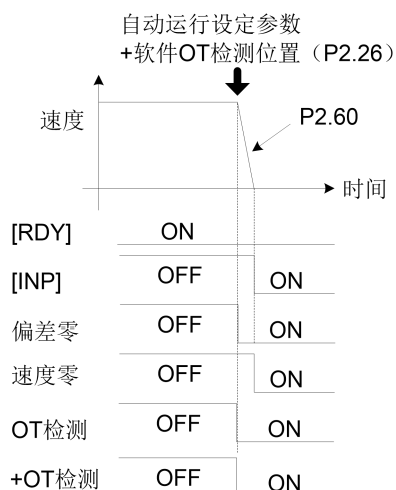 自动运行设定参数
+软件OT检测位置（P2.26）
速度
P2.60
时间
[RDY] ON
[INP] OFF ON
偏差零 OFF ON
速度零 OFF ON
OT检测 OFF ON
+OT检测 OFF ON